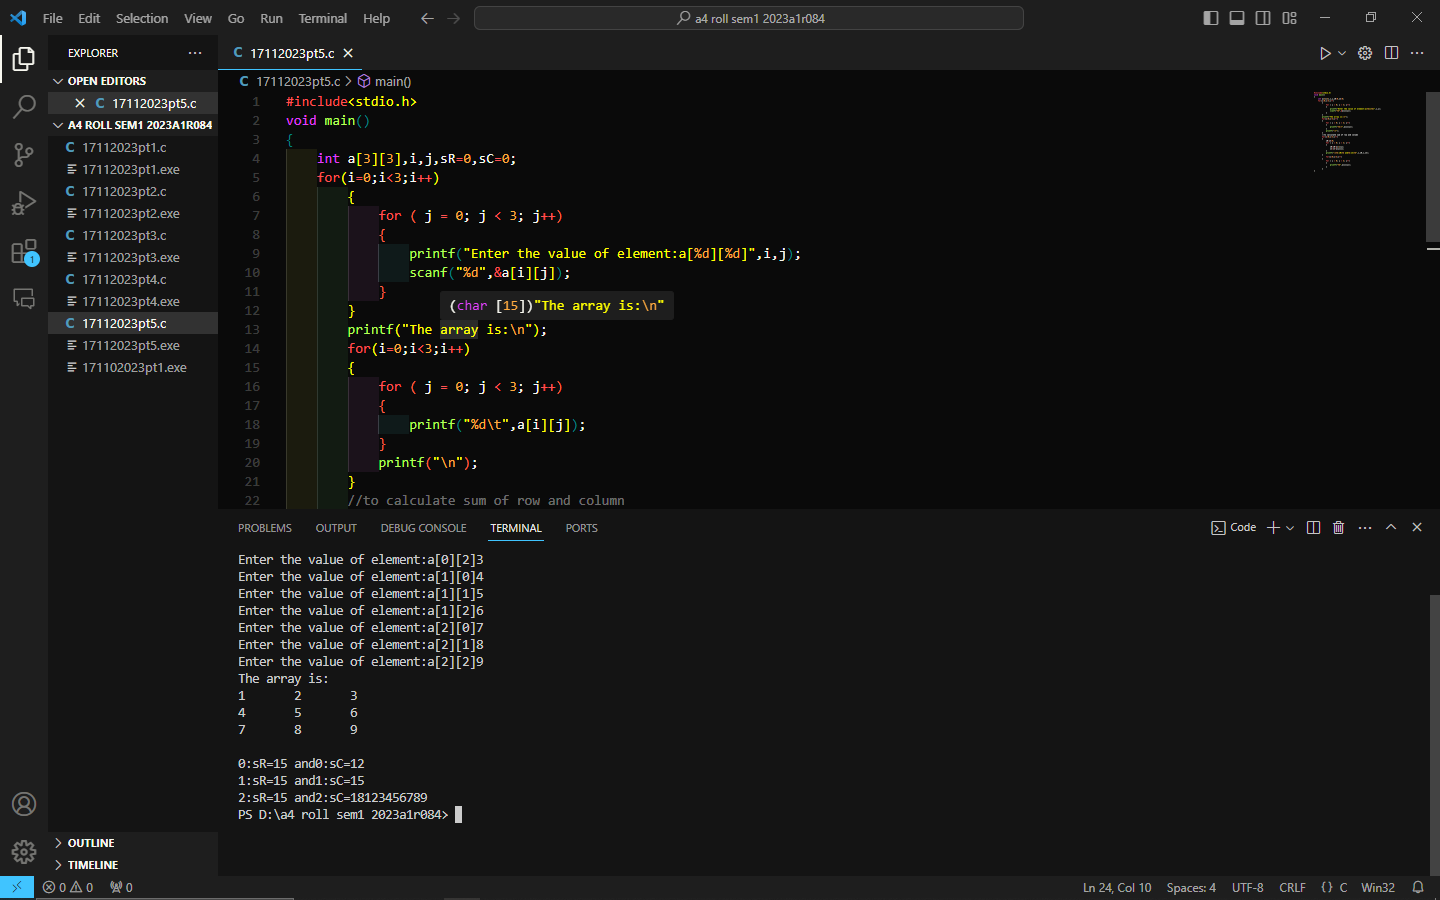 File Edit Selection View Go Run Terminal Help
a4 roll sem1 2023a1r084
EXPLORER
OPEN EDITORS
C 17112023pt5.c
A4 ROLL SEM1 2023A1R084
C 17112023pt1.c
17112023pt1.exe
C 17112023pt2.c
17112023pt2.exe
C 17112023pt3.c
17112023pt3.exe
C 17112023pt4.c
17112023pt4.exe
C 17112023pt5.c
17112023pt5.exe
171102023pt1.exe
OUTLINE
TIMELINE
1
C 17112023pt5.c
C 17112023pt5.c > main()
1 #include<stdio.h>
2 void main()
3 {
4 int a[3][3],i,j,sR=0,sC=0;
5 for(i=0;i<3;i++)
6 {
7 for ( j = 0; j < 3; j++)
8 {
9 printf("Enter the value of element:a[%d][%d]",i,j);
10 scanf("%d",&a[i][j]);
11 }
(char [15])"The array is:\n"
12 }
13 printf("The array is:\n");
14 for(i=0;i<3;i++)
15 {
16 for ( j = 0; j < 3; j++)
17 {
18 printf("%d\t",a[i][j]);
19 }
20 printf("\n");
21 }
22 //to calculate sum of row and column
PROBLEMS OUTPUT DEBUG CONSOLE TERMINAL PORTS
Code
Enter the value of element:a[0][2]3
Enter the value of element:a[1][0]4
Enter the value of element:a[1][1]5
Enter the value of element:a[1][2]6
Enter the value of element:a[2][0]7
Enter the value of element:a[2][1]8
Enter the value of element:a[2][2]9
The array is:
1 2 3
4 5 6
7 8 9
0:sR=15 and0:sC=12
1:sR=15 and1:sC=15
2:sR=15 and2:sC=18123456789
PS D:\a4 roll sem1 2023a1r084>
0 0 0
Ln 24, Col 10 Spaces: 4 UTF-8 CRLF {} C Win32